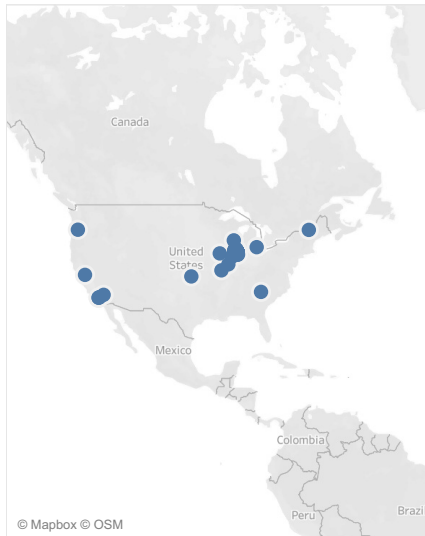 Canada
United
States
Mexico
Colombia
Peru
Brazi
© Mapbox © OSM